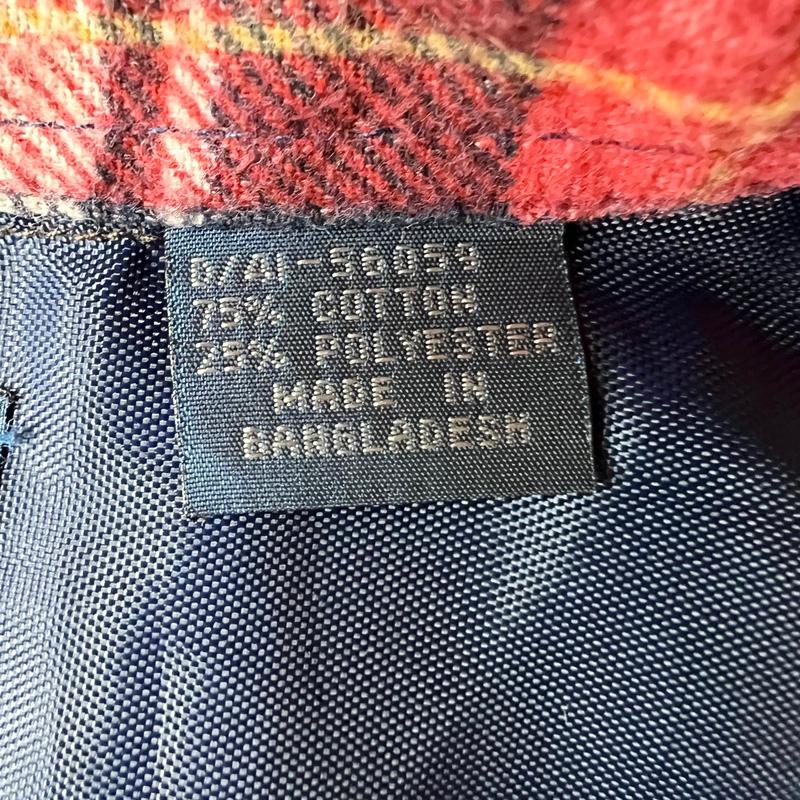 D/AI-56059
75% COTTON
25% POLYESTER
MADE IN
BANGLADESH